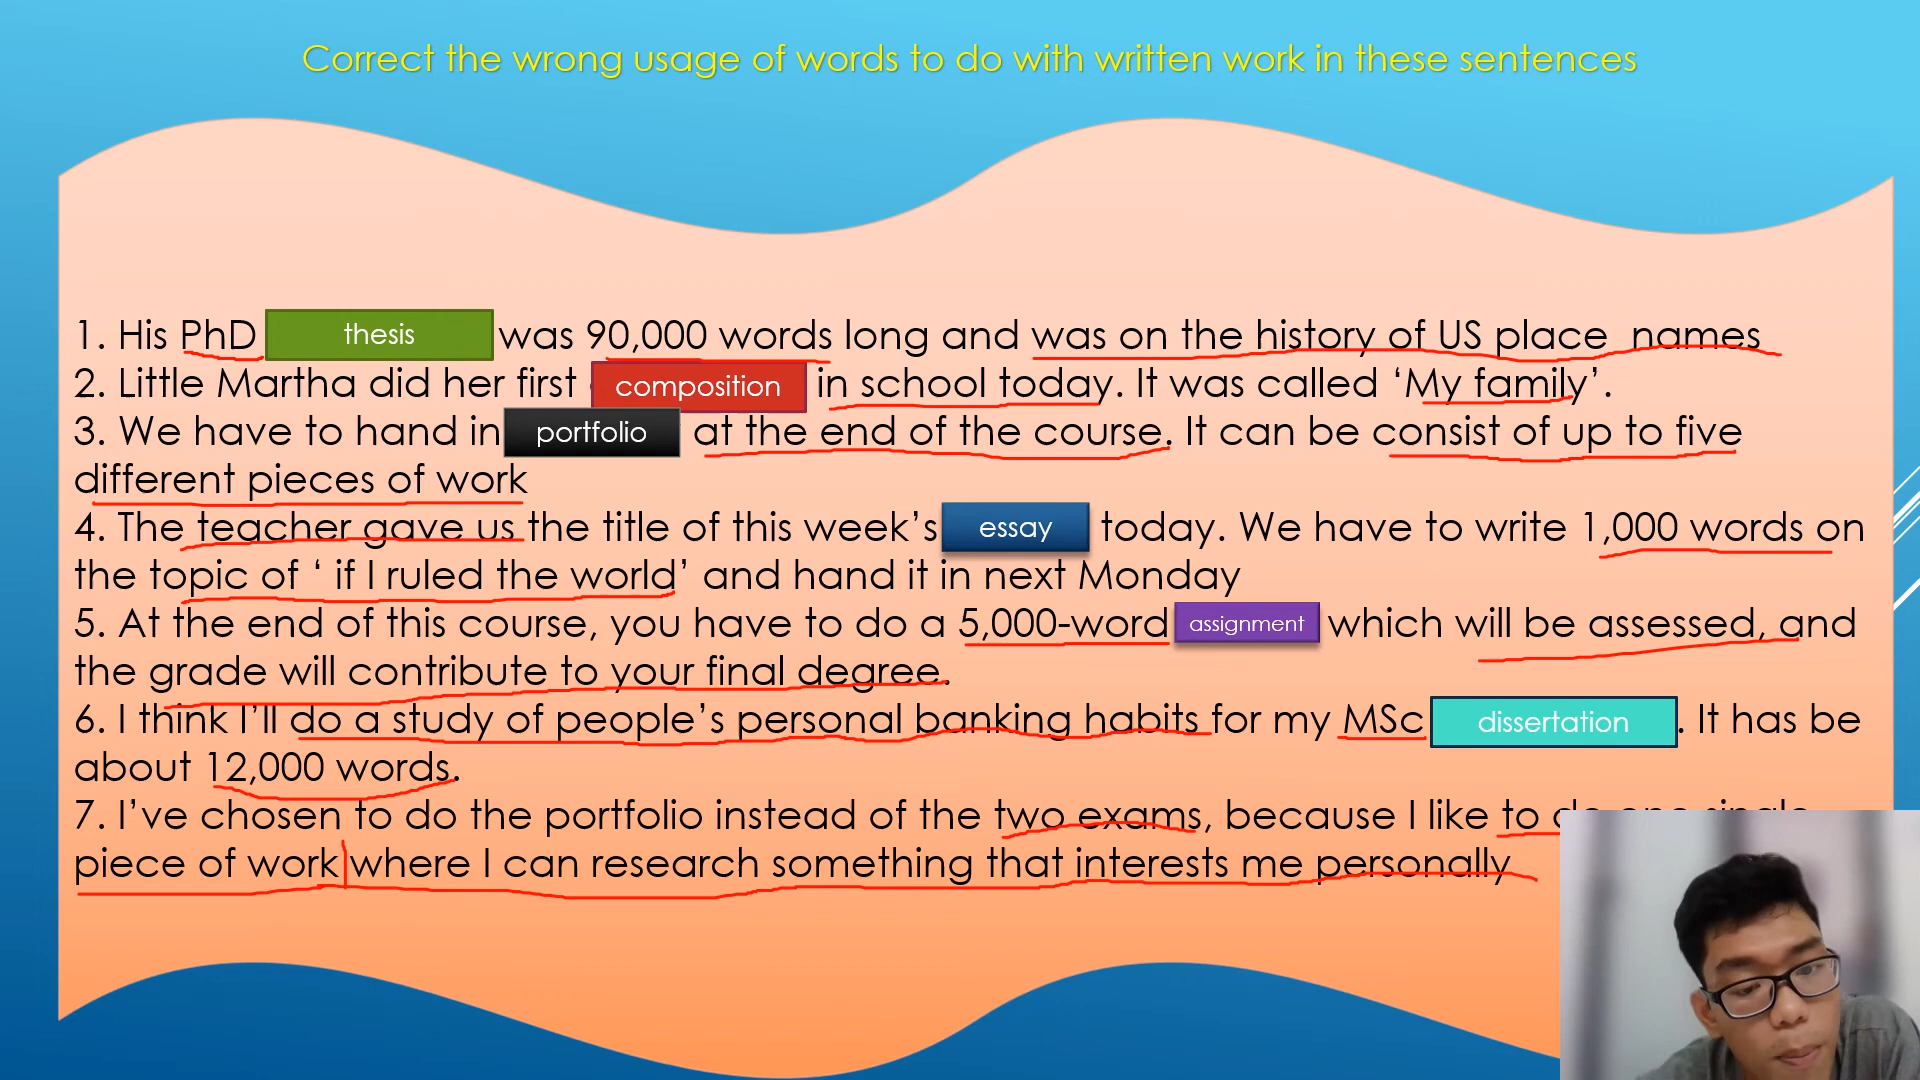 Correct the wrong usage of words to do with written work in these sentences
1. His PhD thesis was 90,000 words long and was on the history of US place names
2. Little Martha did her first composition in school today. It was called ‘My family’.
3. We have to hand in portfolio at the end of the course. It can be consist of up to five
different pieces of work
4. The teacher gave us the title of this week’s essay today. We have to write 1,000 words on
the topic of ‘ if I ruled the world’ and hand it in next Monday
5. At the end of this course, you have to do a 5,000-word assignment which will be assessed, and
the grade will contribute to your final degree.
6. I think I’ll do a study of people’s personal banking habits for my MSc dissertation. It has be
about 12,000 words.
7. I’ve chosen to do the portfolio instead of the two exams, because I like to
piece of work where I can research something that interests me personally